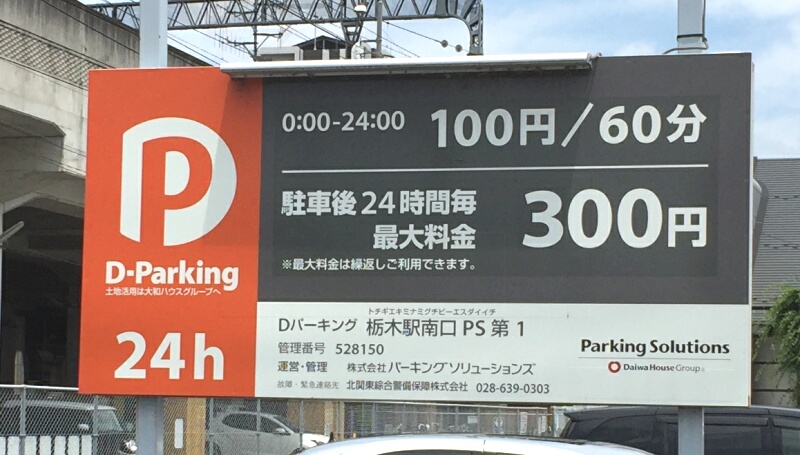 P
D-Parking
土地活用は大和ハウスグループへ
24h
0:00-24:00 100円/60分
駐車後24時間毎
最大料金 300円
※最大料金は繰返しご利用できます。
トチギエキミナミグチピーエスダイイチ
Dパーキング 栃木駅南口 PS 第1
管理番号 528150
運営・管理 株式会社パーキングソリューションズ
故障・緊急連絡先 北関東綜合警備保障株式会社 028-639-0303
Parking Solutions
Daiwa House Group®